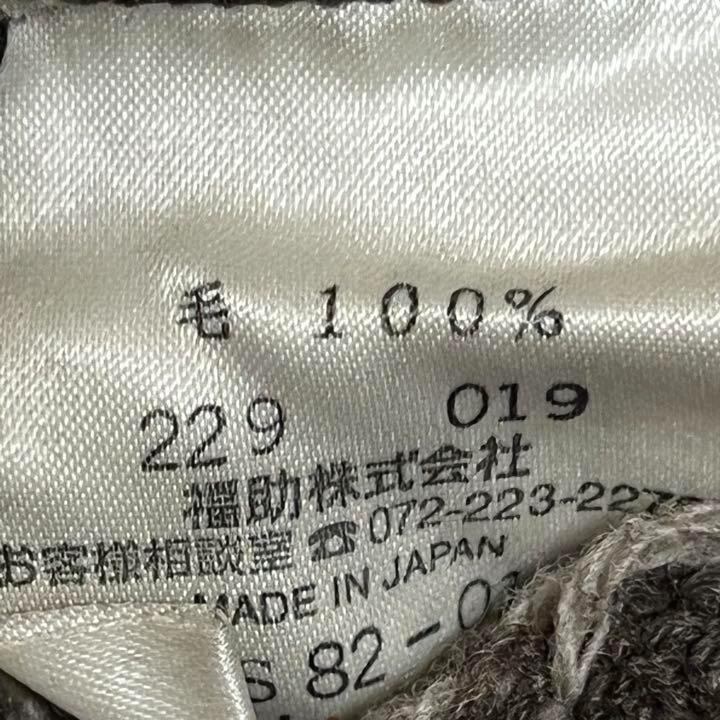 毛 100%
229 019
福助株式会社
お客様相談室 ☎072-223-227
MADE IN JAPAN
S 82-0